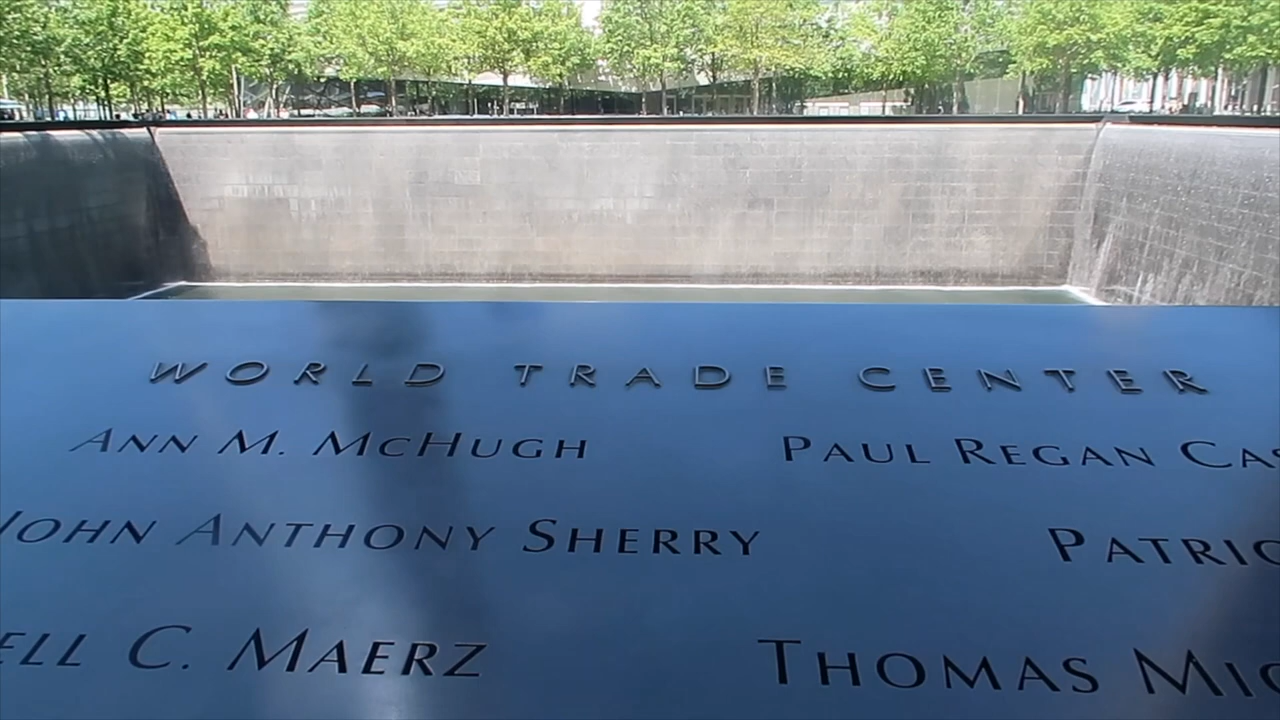 WORLD TRADE CENTER
ANN M. MCHUGH PAUL REGAN
JOHN ANTHONY SHERRY
C. MAERZ THOMAS